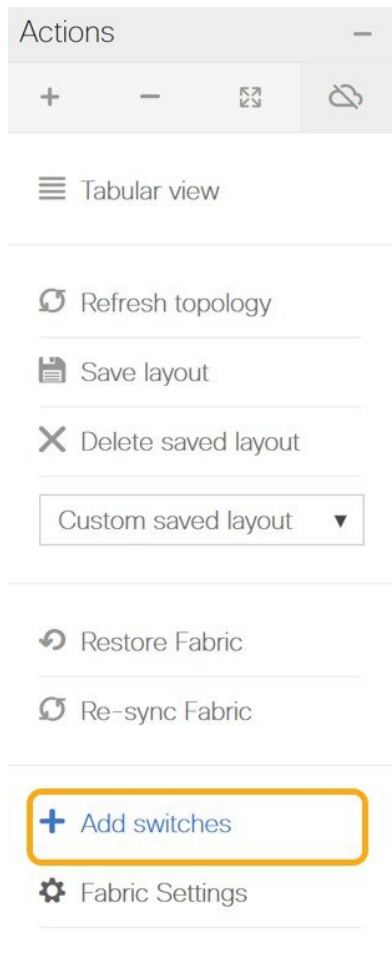 Actions
Tabular view
Refresh topology
Save layout
Delete saved layout
Custom saved layout
Restore Fabric
Re-sync Fabric
Add switches
Fabric Settings